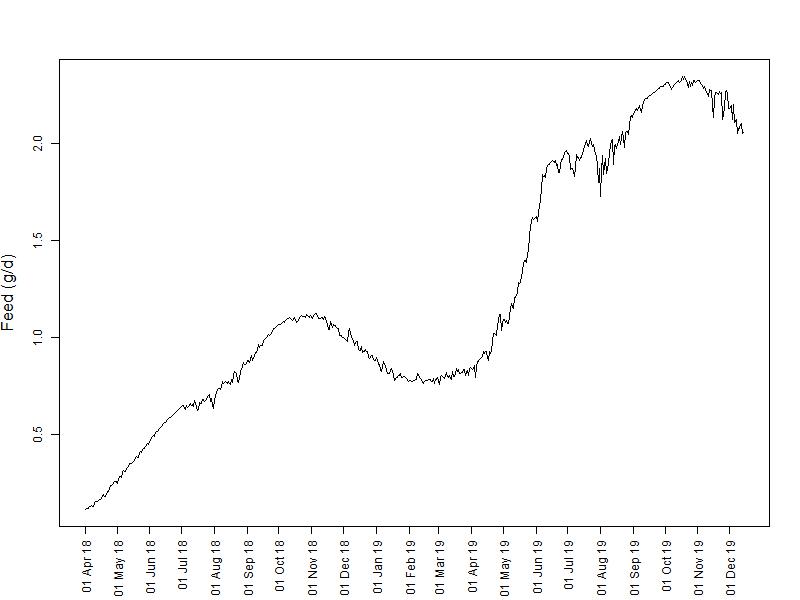 Feed (g/d)
2.0
1.5
1.0
0.5
01 Apr 18
01 May 18
01 Jun 18
01 Jul 18
01 Aug 18
01 Sep 18
01 Oct 18
01 Nov 18
01 Dec 18
01 Jan 19
01 Feb 19
01 Mar 19
01 Apr 19
01 May 19
01 Jun 19
01 Jul 19
01 Aug 19
01 Sep 19
01 Oct 19
01 Nov 19
01 Dec 19